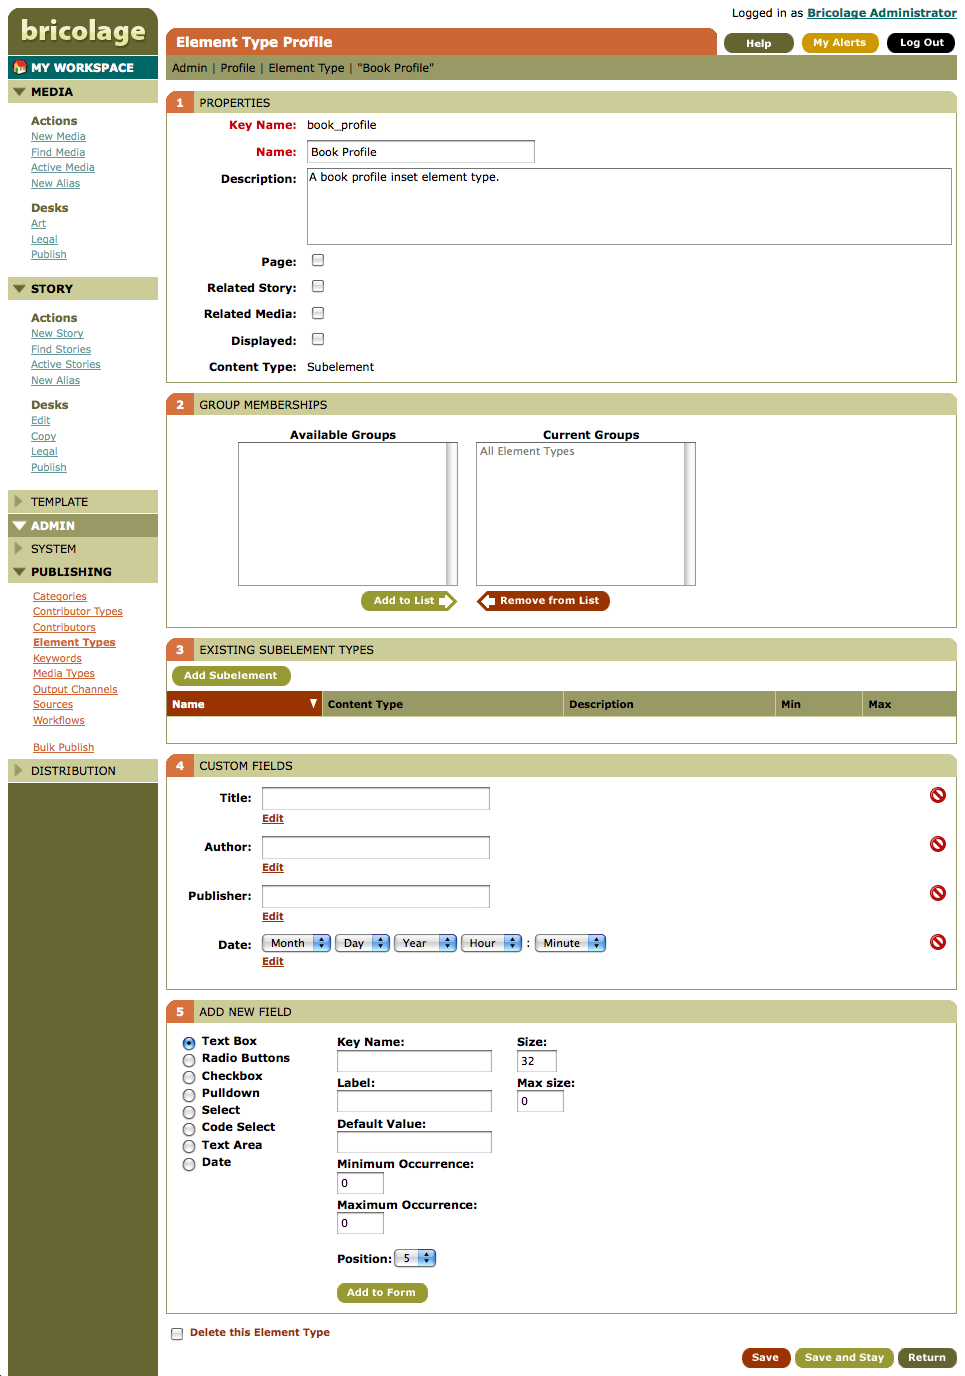 Logged in as Bricolage Administrator
bricolage
Element Type Profile
Help
My Alerts
Log Out
MY WORKSPACE
Admin | Profile | Element Type | "Book Profile"
MEDIA
Actions
New Media
Find Media
Active Media
New Alias
Desks
Art
Legal
Publish
STORY
Actions
New Story
Find Stories
Active Stories
New Alias
Desks
Edit
Copy
Legal
Publish
TEMPLATE
ADMIN
SYSTEM
PUBLISHING
Categories
Contributor Types
Contributors
Element Types
Keywords
Media Types
Output Channels
Sources
Workflows
Bulk Publish
DISTRIBUTION
1 PROPERTIES
Key Name: book_profile
Name: Book Profile
Description: A book profile inset element type.
Page:
Related Story:
Related Media:
Displayed:
Content Type: Subelement
2 GROUP MEMBERSHIPS
Available Groups Current Groups
All Element Types
Add to List Remove from List
3 EXISTING SUBELEMENT TYPES
Add Subelement
Name Content Type Description Min Max
4 CUSTOM FIELDS
Title:
Edit
Author:
Edit
Publisher:
Edit
Date: Month Day Year Hour : Minute
Edit
5 ADD NEW FIELD
Text Box
Radio Buttons
Checkbox
Pulldown
Select
Code Select
Text Area
Date
Key Name:
Label:
Default Value:
Minimum Occurrence:
0
Maximum Occurrence:
0
Position: 5
Add to Form
Size:
32
Max size:
0
Delete this Element Type
Save Save and Stay Return